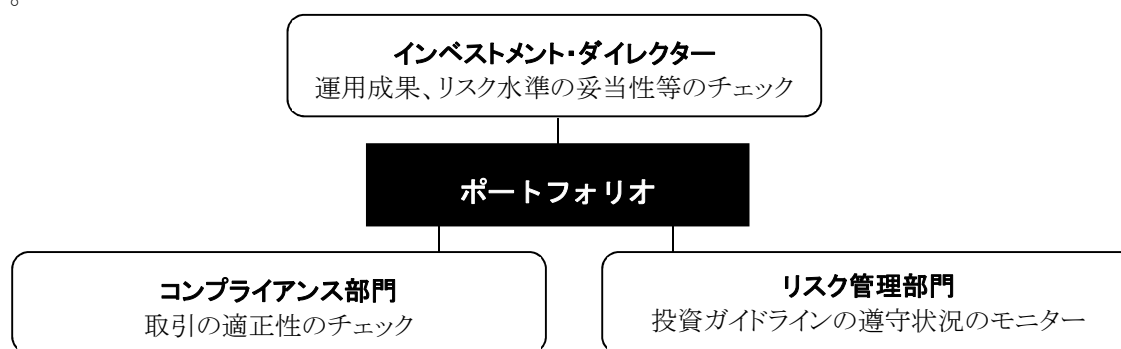 。
インベストメント・ダイレクター
運用成果、リスク水準の妥当性等のチェック
ポートフォリオ
コンプライアンス部門
取引の適正性のチェック
リスク管理部門
投資ガイドラインの遵守状況のモニター